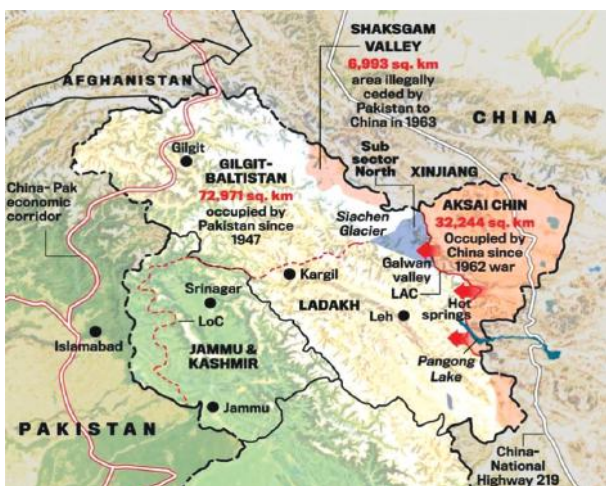 SHAKSGAM
VALLEY
6,993 sq. km
area illegally
ceded by
Pakistan to
China in 1963
AFGHANISTAN
CHINA
Sub
sector
North
XINJIANG
Gilgit
GILGIT-
BALTISTAN
72,971 sq. km
occupied by
Pakistan since
1947
China- Pak
economic
corridor
AKSAI CHIN
32,244 sq. km
Occupied by
China since
1962 war
Siachen
Glacier
Galwan
valley
LAC
Hot
springs
Kargil
Srinagar
LADAKH
Leh
LoC
Islamabad
JAMMU &
KASHMIR
Pangong
Lake
Jammu
PAKISTAN
China-
National
Highway 219